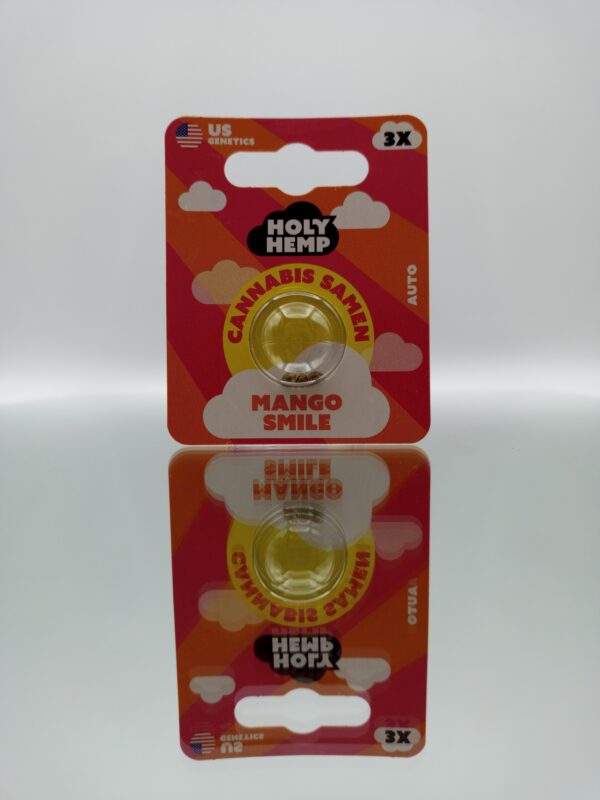 US
GENETICS
3X
HOLY
HEMP
CANNABIS SAMEN
AUTO
MANGO
SMILE